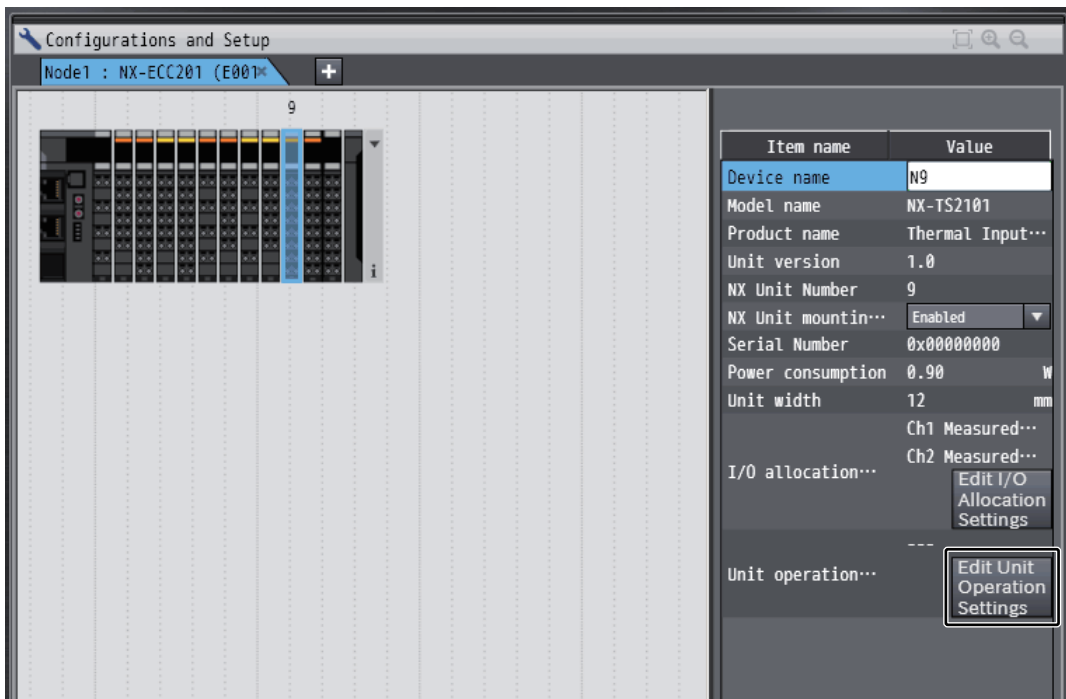 Configurations and Setup
Node1 : NX-ECC201 (E001
9
Item name Value
Device name N9
Model name NX-TS2101
Product name Thermal Input···
Unit version 1.0
NX Unit Number 9
NX Unit mountin··· Enabled
Serial Number 0x00000000
Power consumption 0.90 W
Unit width 12 mm
Ch1 Measured···
Ch2 Measured···
I/O allocation···
Edit I/O
Allocation
Settings
---
Unit operation···
Edit Unit
Operation
Settings
i